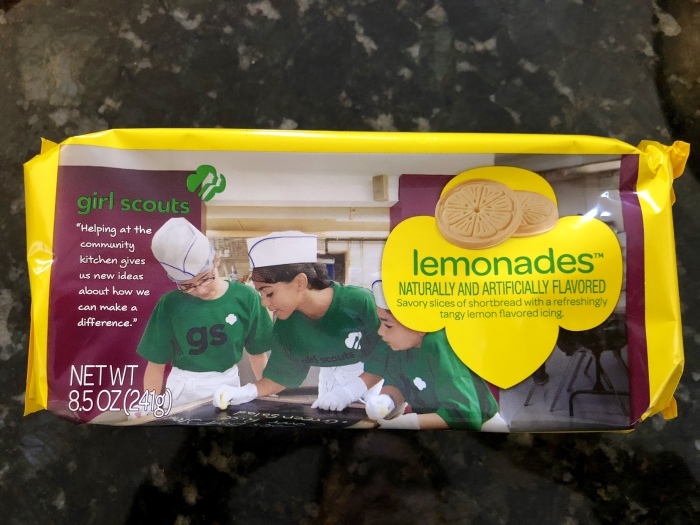 girl scouts
"Helping at the
community
kitchen gives
us new ideas
about how we
can make a
difference."
NET WT
8.5 OZ (241g)
gs
girl scouts
lemonades™
NATURALLY AND ARTIFICIALLY FLAVORED
Savory slices of shortbread with a refreshingly
tangy lemon flavored icing.